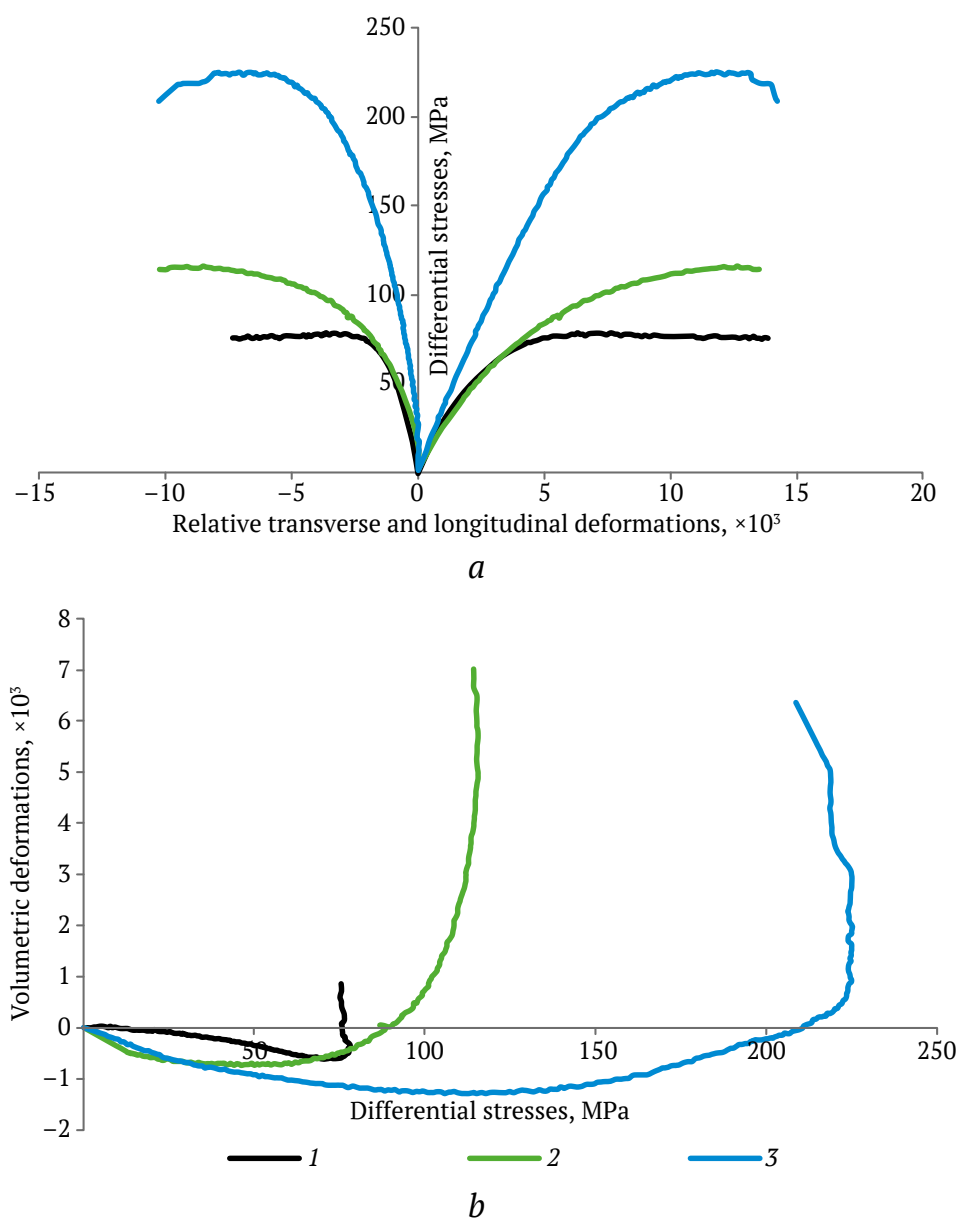 250
200
150
100
50
Differential stresses, MPa
−15 −10 −5 0 5 10 15 20
Relative transverse and longitudinal deformations, ×10³
a
8
7
6
5
4
3
2
1
0
−1
−2
Volumetric deformations, ×10³
50 100 150 200 250
Differential stresses, MPa
1 2 3
b